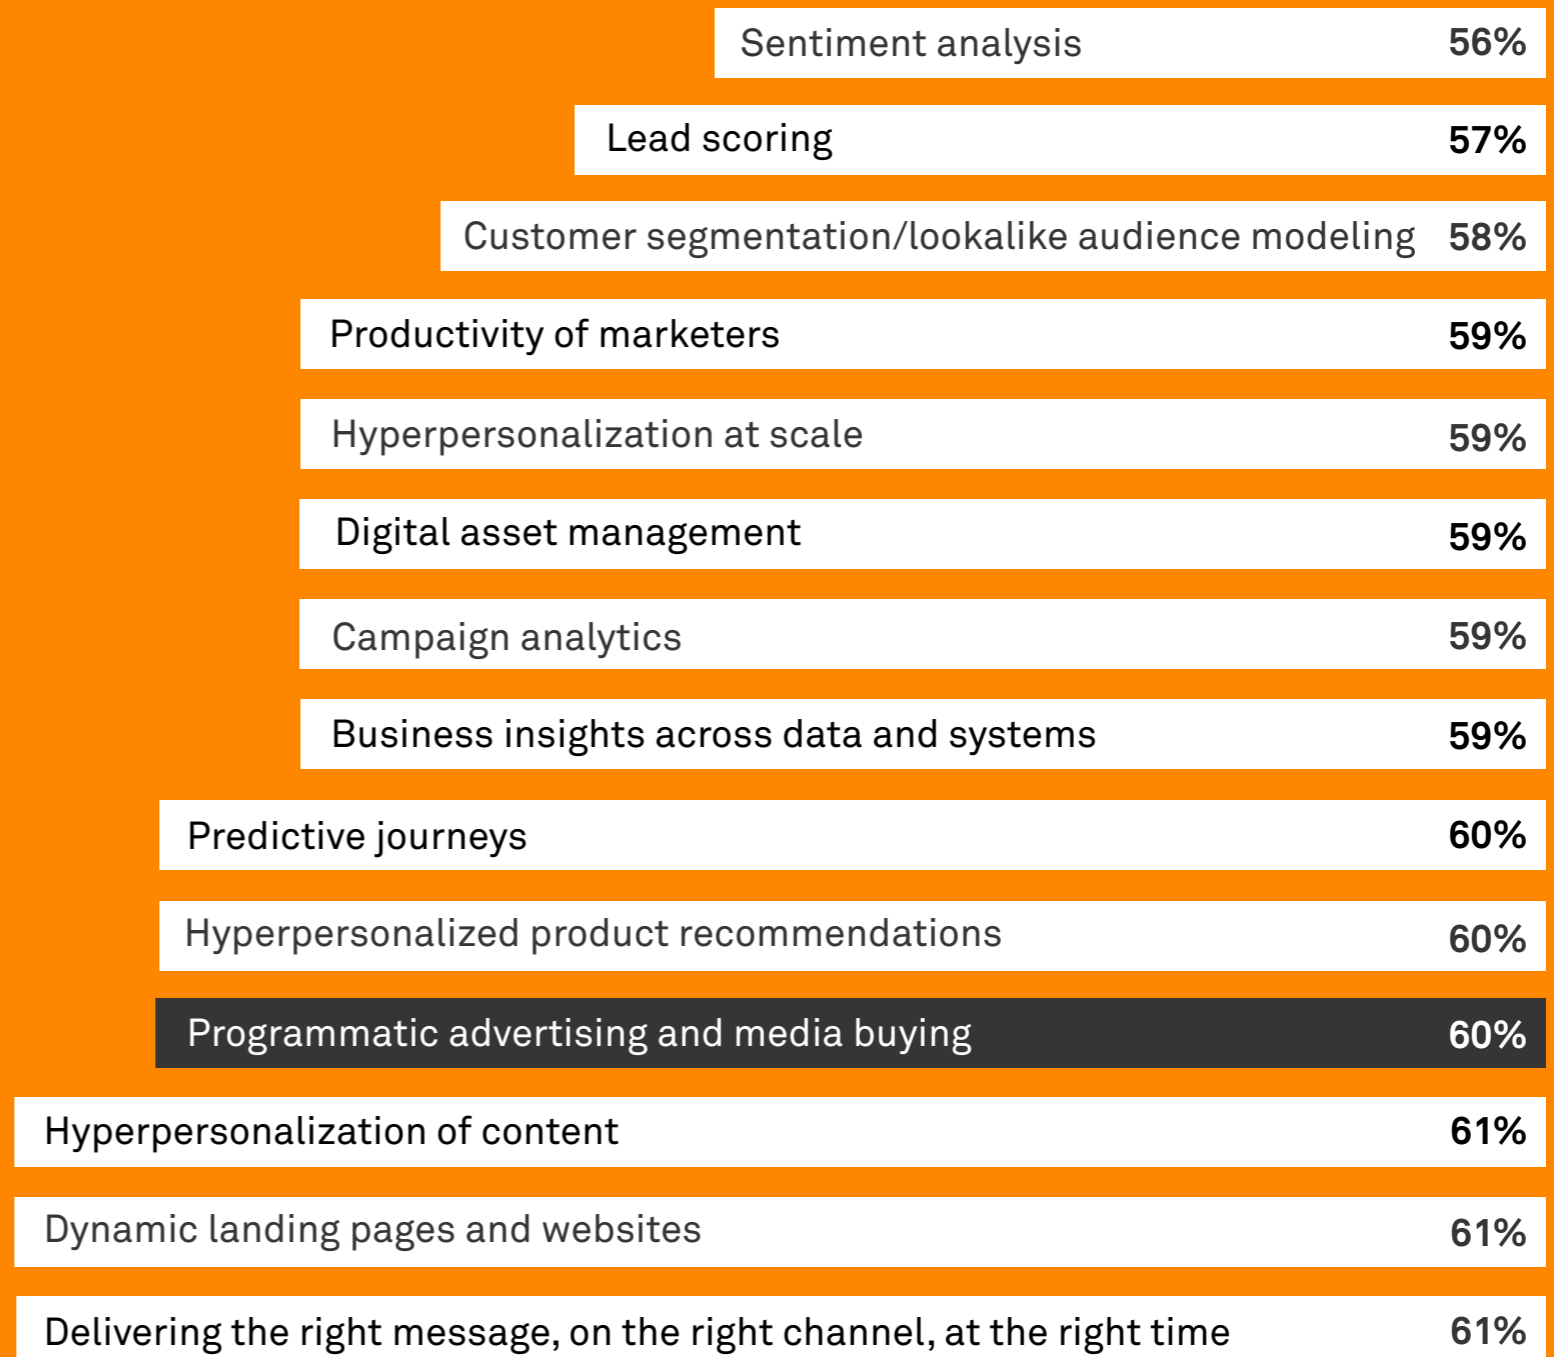 Sentiment analysis 56%
Lead scoring 57%
Customer segmentation/lookalike audience modeling 58%
Productivity of marketers 59%
Hyperpersonalization at scale 59%
Digital asset management 59%
Campaign analytics 59%
Business insights across data and systems 59%
Predictive journeys 60%
Hyperpersonalized product recommendations 60%
Programmatic advertising and media buying 60%
Hyperpersonalization of content 61%
Dynamic landing pages and websites 61%
Delivering the right message, on the right channel, at the right time 61%